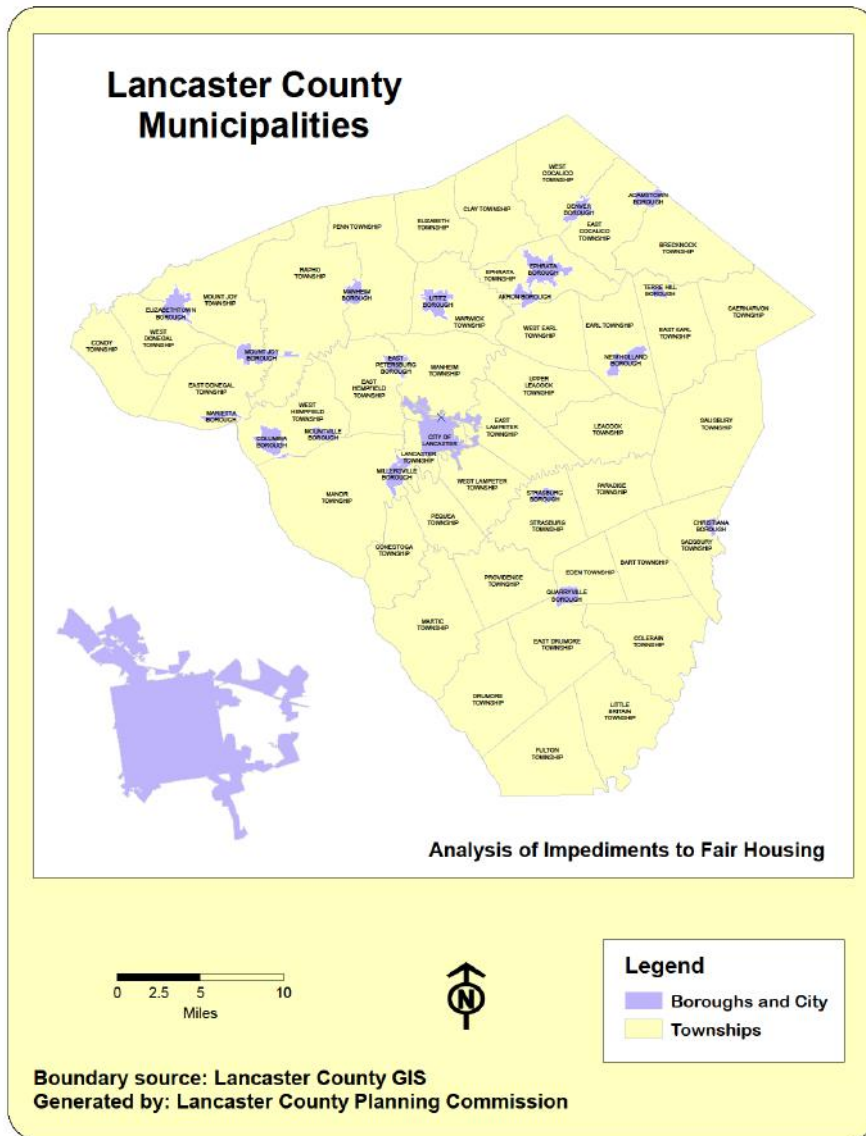 Lancaster County
Municipalities
WEST
COCALICO
TOWNSHIP
ADAMSTOWN
BOROUGH
DENVER
BOROUGH
CLAY TOWNSHIP
ELIZABETH
TOWNSHIP
EAST
COCALICO
TOWNSHIP
PENN TOWNSHIP
BRECKNOCK
TOWNSHIP
RAPHO
TOWNSHIP
EPHRATA
TOWNSHIP
EPHRATA
BOROUGH
MANHEIM
BOROUGH
LITITZ
BOROUGH
AKRON BOROUGH
TERRE HILL
BOROUGH
MOUNT JOY
TOWNSHIP
ELIZABETHTOWN
BOROUGH
CAERNARVON
TOWNSHIP
WARWICK
TOWNSHIP
WEST EARL
TOWNSHIP
EARL TOWNSHIP
EAST EARL
TOWNSHIP
WEST
DONEGAL
TOWNSHIP
CONOY
TOWNSHIP
MOUNT JOY
BOROUGH
EAST
PETERSBURG
BOROUGH
MANHEIM
TOWNSHIP
NEW HOLLAND
BOROUGH
EAST DONEGAL
TOWNSHIP
EAST
HEMPFIELD
TOWNSHIP
UPPER
LEACOCK
TOWNSHIP
WEST
HEMPFIELD
TOWNSHIP
MARIETTA
BOROUGH
EAST
LAMPETER
TOWNSHIP
LEACOCK
TOWNSHIP
SALISBURY
TOWNSHIP
COLUMBIA
BOROUGH
MOUNTVILLE
BOROUGH
CITY OF
LANCASTER
LANCASTER
TOWNSHIP
MILLERSVILLE
BOROUGH
MANOR
TOWNSHIP
WEST LAMPETER
TOWNSHIP
STRASBURG
BOROUGH
PARADISE
TOWNSHIP
PEQUEA
TOWNSHIP
STRASBURG
TOWNSHIP
CHRISTIANA
BOROUGH
SADSBURY
TOWNSHIP
CONESTOGA
TOWNSHIP
BART TOWNSHIP
EDEN TOWNSHIP
PROVIDENCE
TOWNSHIP
QUARRYVILLE
BOROUGH
MARTIC
TOWNSHIP
EAST DRUMORE
TOWNSHIP
COLERAIN
TOWNSHIP
DRUMORE
TOWNSHIP
LITTLE
BRITAIN
TOWNSHIP
FULTON
TOWNSHIP
Analysis of Impediments to Fair Housing
0 2.5 5 10
Miles
N
Legend
Boroughs and City
Townships
Boundary source: Lancaster County GIS
Generated by: Lancaster County Planning Commission